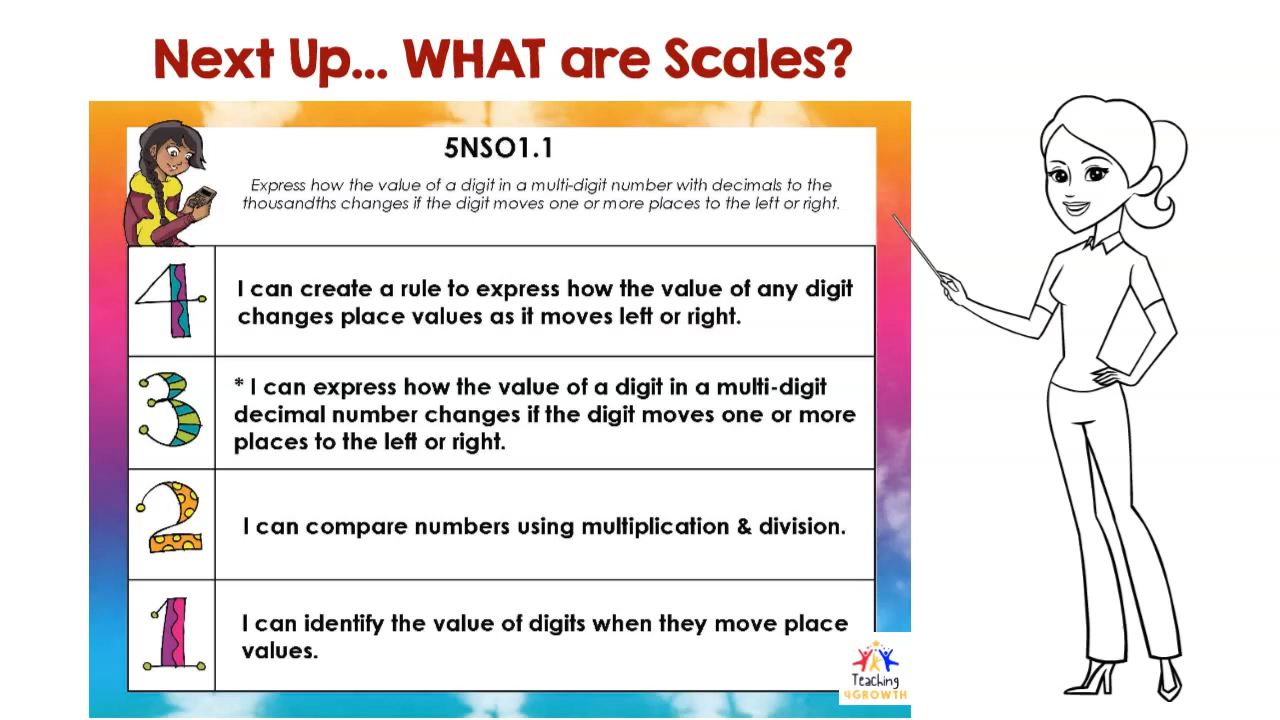 Next Up... WHAT are Scales?
5NSO1.1
Express how the value of a digit in a multi-digit number with decimals to the
thousandths changes if the digit moves one or more places to the left or right.
4
I can create a rule to express how the value of any digit
changes place values as it moves left or right.
3
* I can express how the value of a digit in a multi-digit
decimal number changes if the digit moves one or more
places to the left or right.
2
I can compare numbers using multiplication & division.
1
I can identify the value of digits when they move place
values.
Teaching
4GROWTH